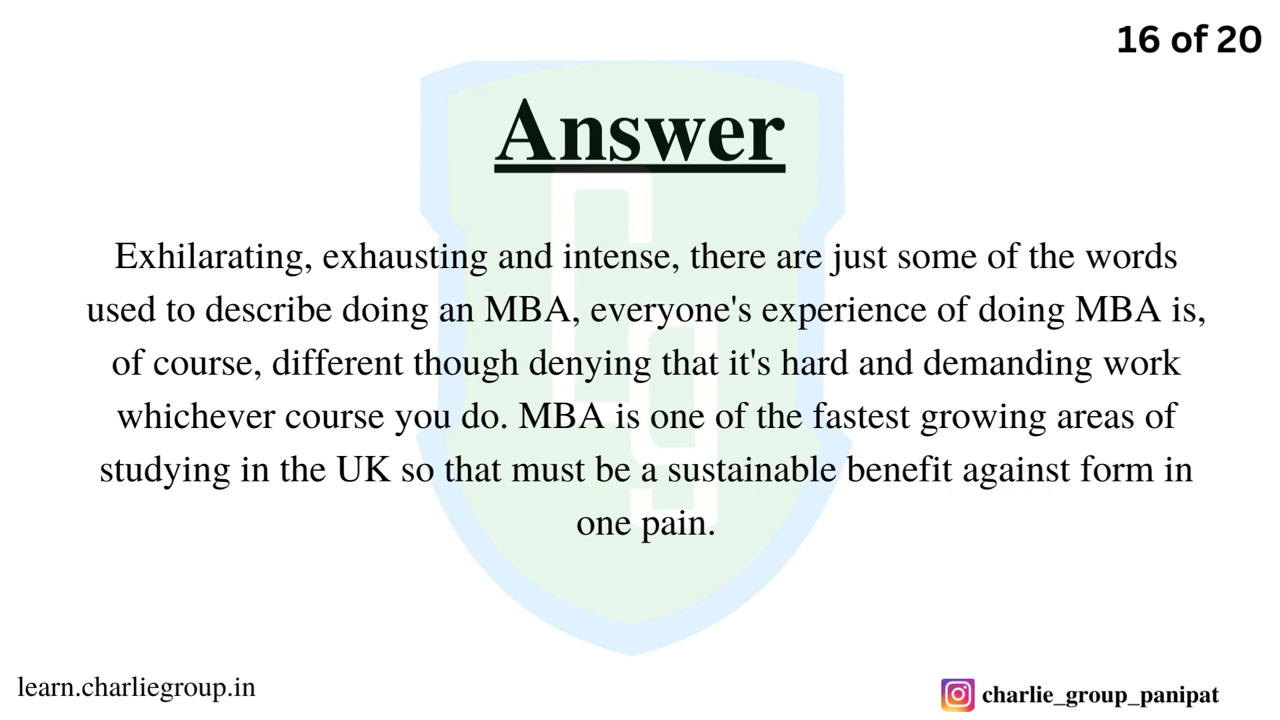 16 of 20
Answer
Exhilarating, exhausting and intense, there are just some of the words
used to describe doing an MBA, everyone's experience of doing MBA is,
of course, different though denying that it's hard and demanding work
whichever course you do. MBA is one of the fastest growing areas of
studying in the UK so that must be a sustainable benefit against form in
one pain.
learn.charliegroup.in
charlie_group_panipat